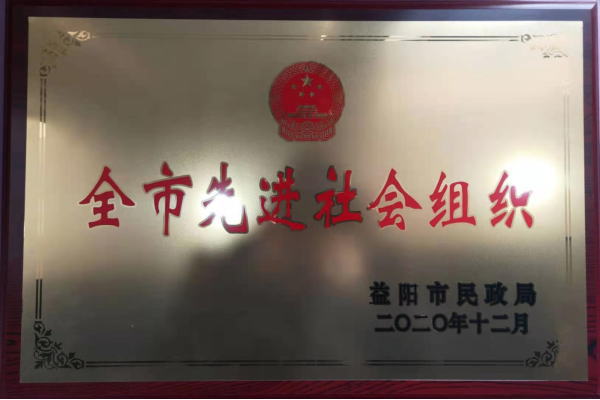 全市先进社会组织
益阳市民政局
二〇二〇年十二月